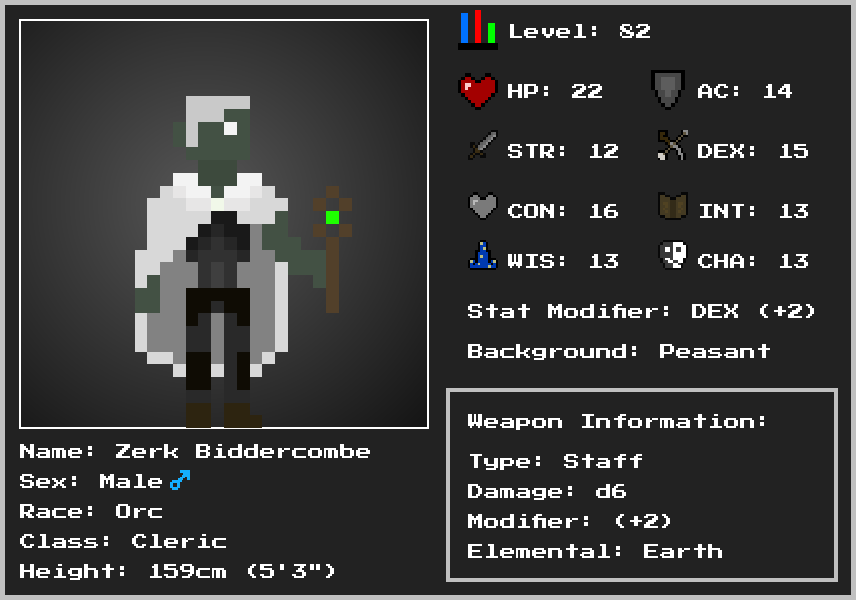 Level: 82
HP: 22 AC: 14
STR: 12 DEX: 15
CON: 16 INT: 13
WIS: 13 CHA: 13
Stat Modifier: DEX (+2)
Background: Peasant
Weapon Information:
Type: Staff
Damage: d6
Modifier: (+2)
Elemental: Earth
Name: Zerk Biddercombe
Sex: Male ♂
Race: Orc
Class: Cleric
Height: 159cm (5'3")